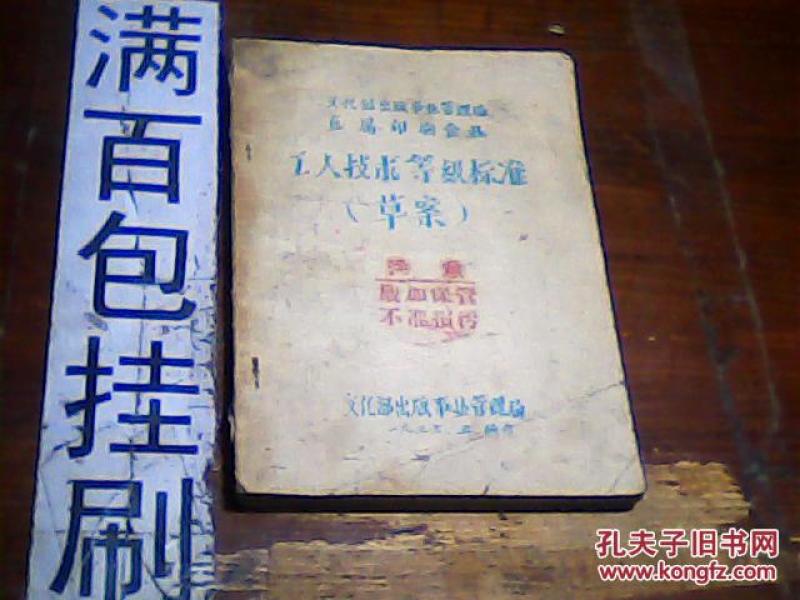 满百包挂刷
文化部出版事业管理局
直属印刷企业
工人技术等级标准
（草案）
注意
严加保管
不准损污
文化部出版事业管理局
孔夫子旧书网
www.kongfz.com